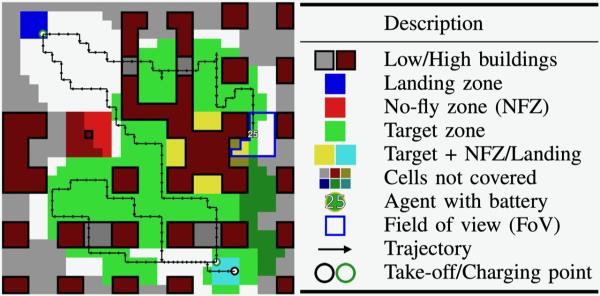 25
Description
Low/High buildings
Landing zone
No-fly zone (NFZ)
Target zone
Target + NFZ/Landing
Cells not covered
25 Agent with battery
Field of view (FoV)
Trajectory
Take-off/Charging point